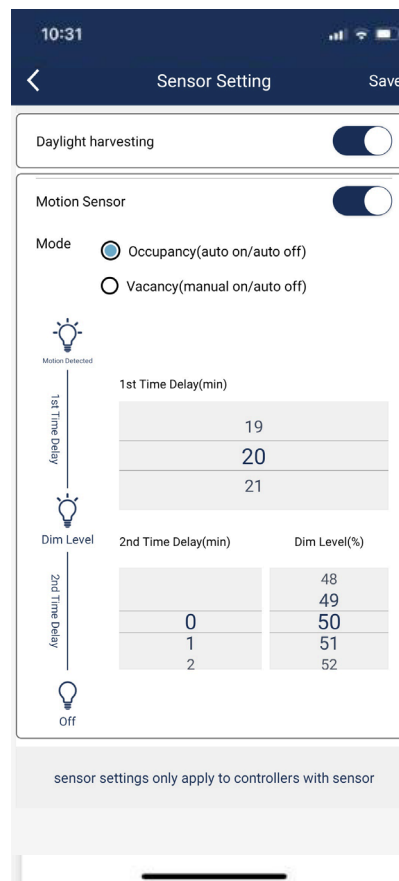 10:31
Sensor Setting
Save
Daylight harvesting
Motion Sensor
Mode
Occupancy(auto on/auto off)
Vacancy(manual on/auto off)
Motion Detected
1st Time Delay
1st Time Delay(min)
19
20
21
Dim Level
2nd Time Delay(min)
Dim Level(%)
2nd Time Delay
0
1
2
48
49
50
51
52
Off
sensor settings only apply to controllers with sensor